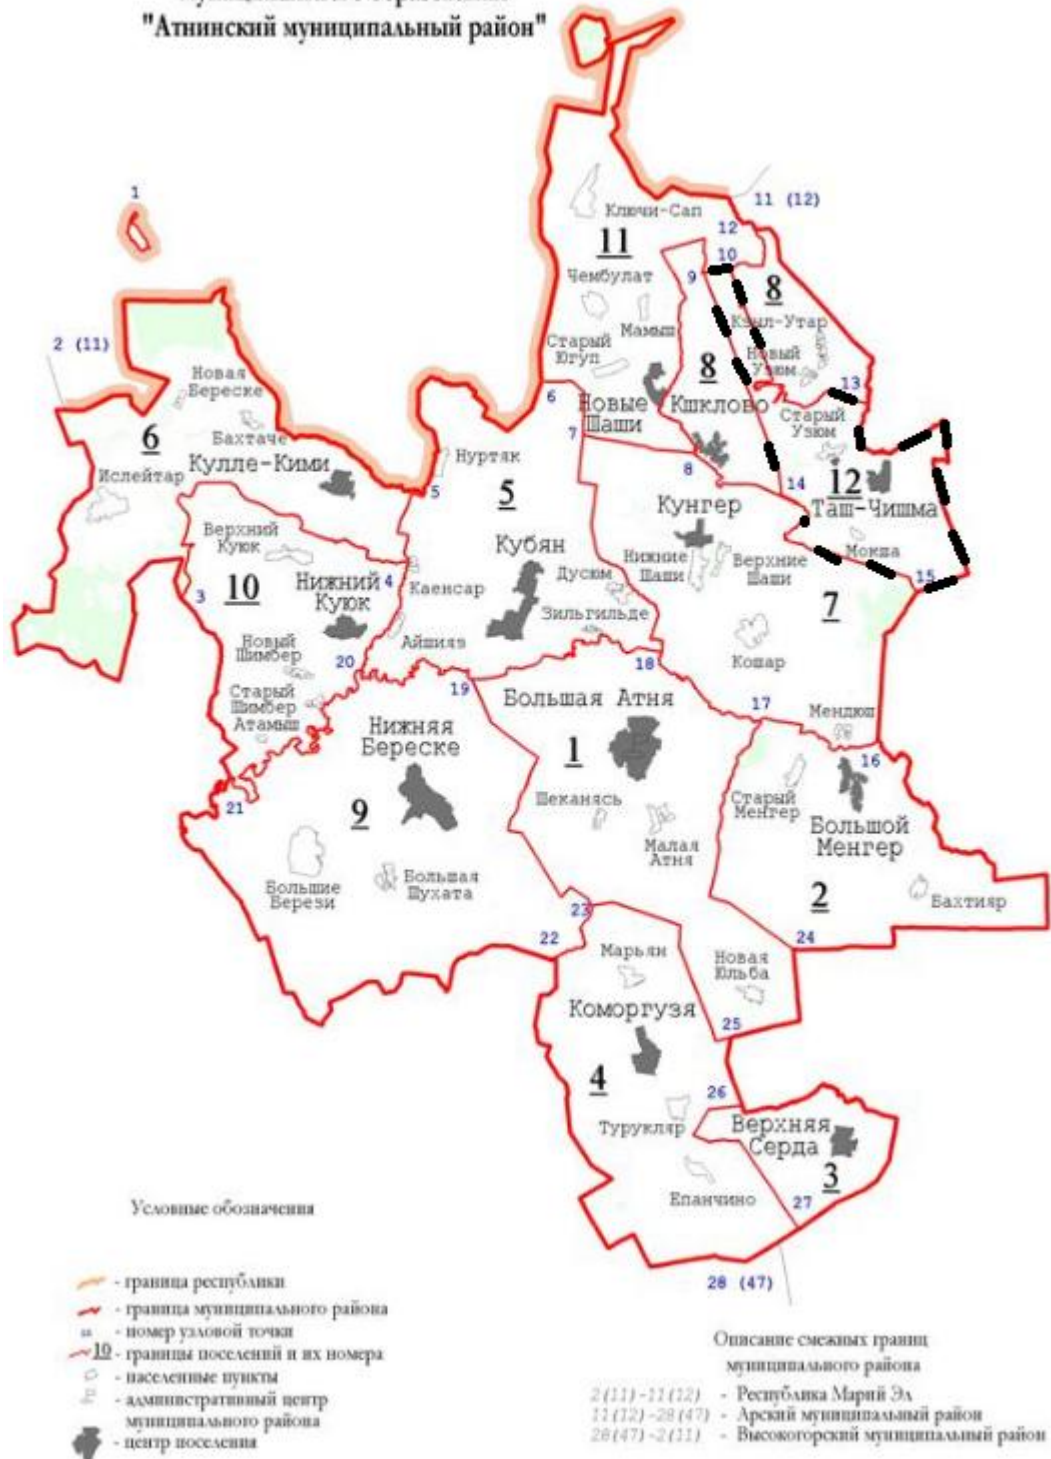 "Атнинский муниципальный район"
1
11 (12)
Ключи-Сап
12
11
10
9
Чембулат
8
Мамыш
Кзыл-Утар
2 (11)
Старый
Югуп
Новый
Узюм
8
13
Новая
Береске
6
Новые
Шаши
Кшклово
Старый
Узюм
6
Бахтаче
7
Кулле-Кими
Нуртяк
8
Ислейтар
5
5
14
12
Кунгер
Таш-Чишма
Верхний
Куюк
Кубян
Нижние
Шаши
Верхние
Шаши
Мокша
10
Нижний
Куюк
4
Каенсар
Дусюм
15
3
7
Зильгильде
Новый
Шимбер
Айшияз
20
18
Кошар
19
Старый
Шимбер
Большая Атня
17
Мендюш
Атамыш
Нижняя
Береске
1
16
21
9
Шеканясь
Старый
Менгер
Большой
Менгер
Малая
Атня
Большие
Берези
Большая
Шухата
2
Бахтияр
23
22
24
Марьян
Новая
Юльба
Коморгузя
25
4
26
Верхняя
Серда
Турукляр
3
Епанчино
27
28 (47)
Условные обозначения
- граница республики
- граница муниципального района
- номер узловой точки
10 - границы поселений и их номера
- населенные пункты
- административный центр
муниципального района
- центр поселения
Описание смежных границ
муниципального района
2(11)-11(12) - Республика Марий Эл
11(12)-28(47) - Арский муниципальный район
28(47)-2(11) - Высокогорский муниципальный район